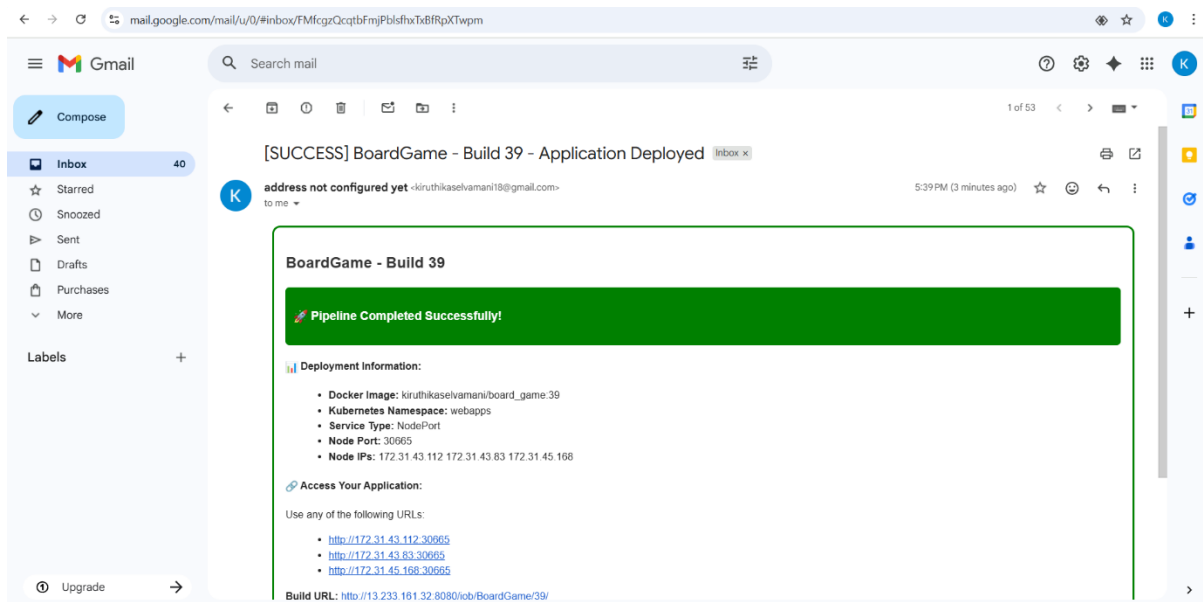 mail.google.com/mail/u/0/#inbox/FMfcgzQcqtbFmjPblsfhxTxBfRpXTwpm
K
Gmail
Search mail
K
Compose
1 of 53
31
Inbox 40
Starred
Snoozed
Sent
Drafts
Purchases
More
Labels
Upgrade
[SUCCESS] BoardGame - Build 39 - Application Deployed Inbox x
K
address not configured yet <kiruthikaselvamani18@gmail.com>
5:39 PM (3 minutes ago)
to me
BoardGame - Build 39
🚀 Pipeline Completed Successfully!
📊 Deployment Information:
• Docker Image: kiruthikaselvamani/board_game:39
• Kubernetes Namespace: webapps
• Service Type: NodePort
• Node Port: 30665
• Node IPs: 172.31.43.112 172.31.43.83 172.31.45.168
🔗 Access Your Application:
Use any of the following URLs:
• http://172.31.43.112:30665
• http://172.31.43.83:30665
• http://172.31.45.168:30665
Build URL: http://13.233.161.32:8080/job/BoardGame/39/